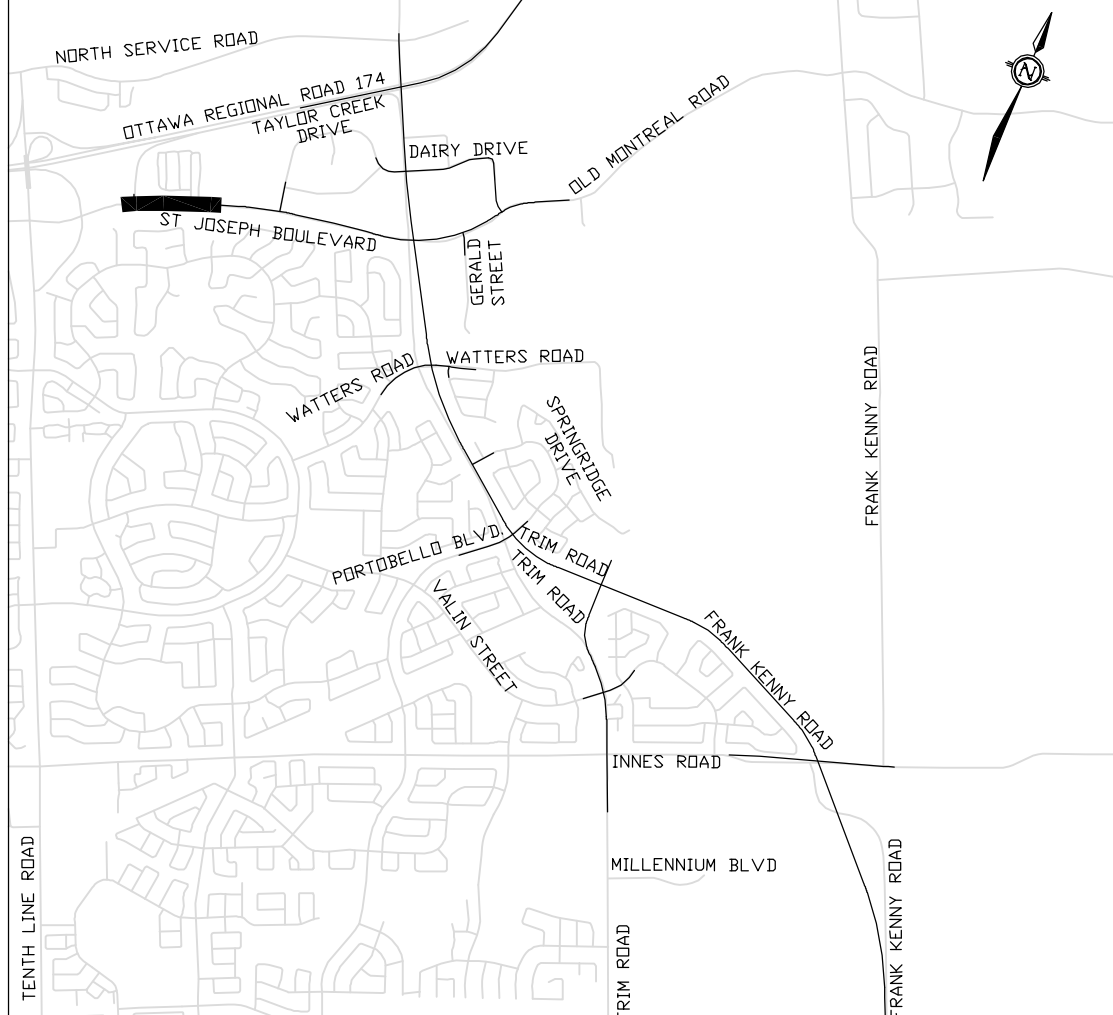 NORTH SERVICE ROAD
N
OTTAWA REGIONAL ROAD 174
TAYLOR CREEK
DRIVE
DAIRY DRIVE
OLD MONTREAL ROAD
ST JOSEPH BOULEVARD
GERALD
STREET
WATTERS ROAD
WATTERS ROAD
SPRINGRIDGE
DRIVE
FRANK KENNY ROAD
PORTOBELLO BLVD.
TRIM ROAD
TRIM ROAD
VALIN STREET
FRANK KENNY ROAD
INNES ROAD
MILLENNIUM BLVD
TENTH LINE ROAD
TRIM ROAD
FRANK KENNY ROAD